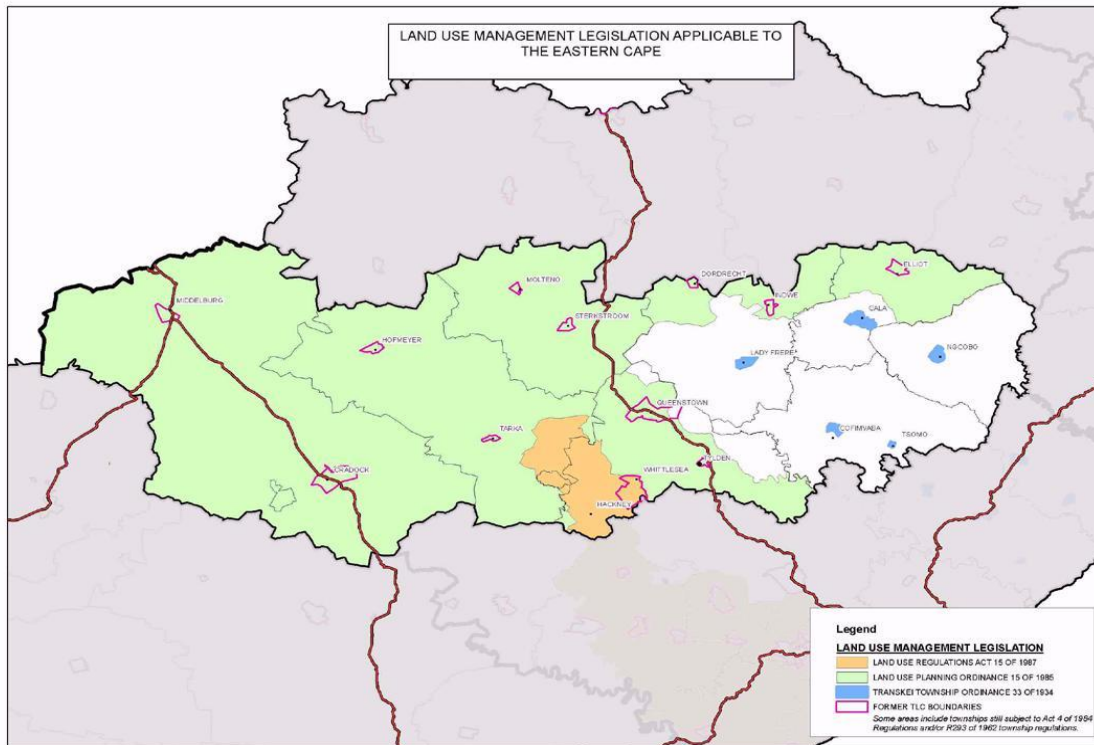 LAND USE MANAGEMENT LEGISLATION APPLICABLE TO
THE EASTERN CAPE
ELLIOT
DORDRECHT
MOLTENO
MIDDELBURG
CALA
STERKSTROOM
HOFMEYER
NGCOBO
LADY FRERE
QUEENSTOWN
COFIMVABA
TARKA
TSOMO
WHITTLESEA
CRADOCK
HACKNEY
Legend
LAND USE MANAGEMENT LEGISLATION
LAND USE REGULATIONS ACT 15 OF 1987
LAND USE PLANNING ORDINANCE 15 OF 1985
TRANSKEI TOWNSHIP ORDINANCE 33 OF1934
FORMER TLC BOUNDARIES
Some areas include townships still subject to Act 4 of 1984
Regulations and/or R293 of 1962 township regulations.